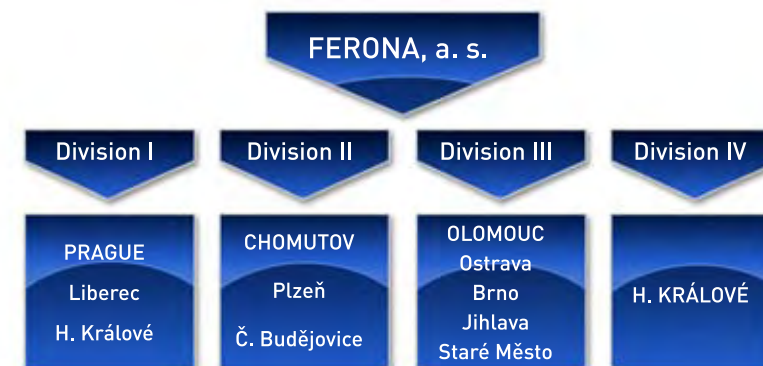 FERONA, a. s.
Division I
Division II
Division III
Division IV
PRAGUE
Liberec
H. Králové
CHOMUTOV
Plzeň
Č. Budějovice
OLOMOUC
Ostrava
Brno
Jihlava
Staré Město
H. KRÁLOVÉ